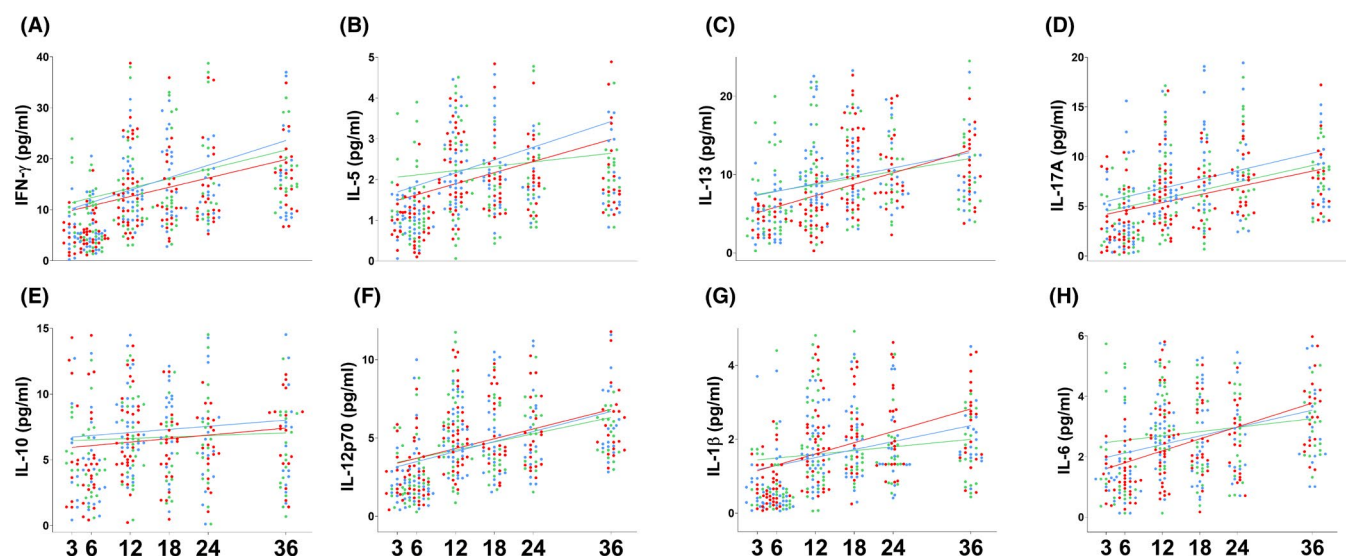 (A) (B) (C) (D)
IFN-γ (pg/ml)
40
30
20
10
0
IL-5 (pg/ml)
5
4
3
2
1
0
IL-13 (pg/ml)
20
10
0
IL-17A (pg/ml)
20
15
10
5
0
(E) (F) (G) (H)
IL-10 (pg/ml)
15
10
5
0
3 6 12 18 24 36
IL-12p70 (pg/ml)
10
5
0
3 6 12 18 24 36
IL-1β (pg/ml)
4
2
0
3 6 12 18 24 36
IL-6 (pg/ml)
6
4
2
0
3 6 12 18 24 36